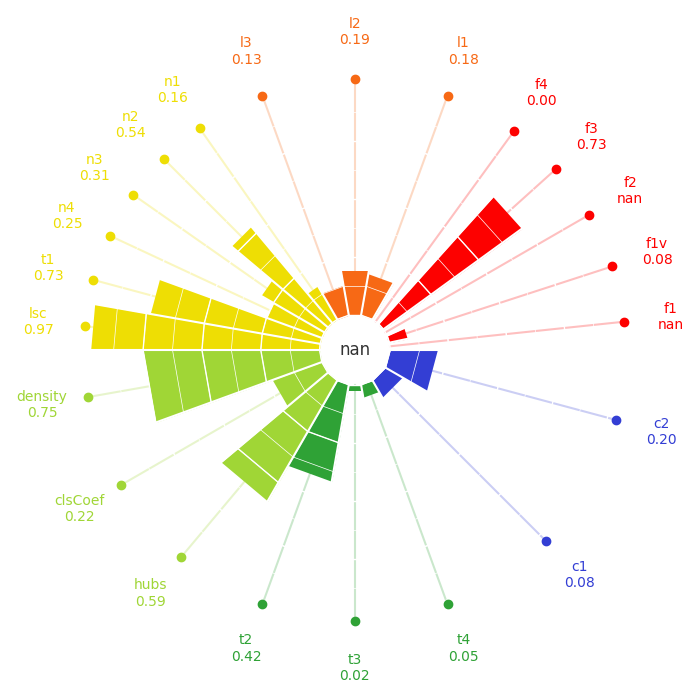 l2
0.19
l3
0.13
l1
0.18
n1
0.16
f4
0.00
n2
0.54
f3
0.73
n3
0.31
f2
nan
n4
0.25
f1v
0.08
t1
0.73
f1
nan
lsc
0.97
nan
density
0.75
c2
0.20
clsCoef
0.22
c1
0.08
hubs
0.59
t2
0.42
t3
0.02
t4
0.05